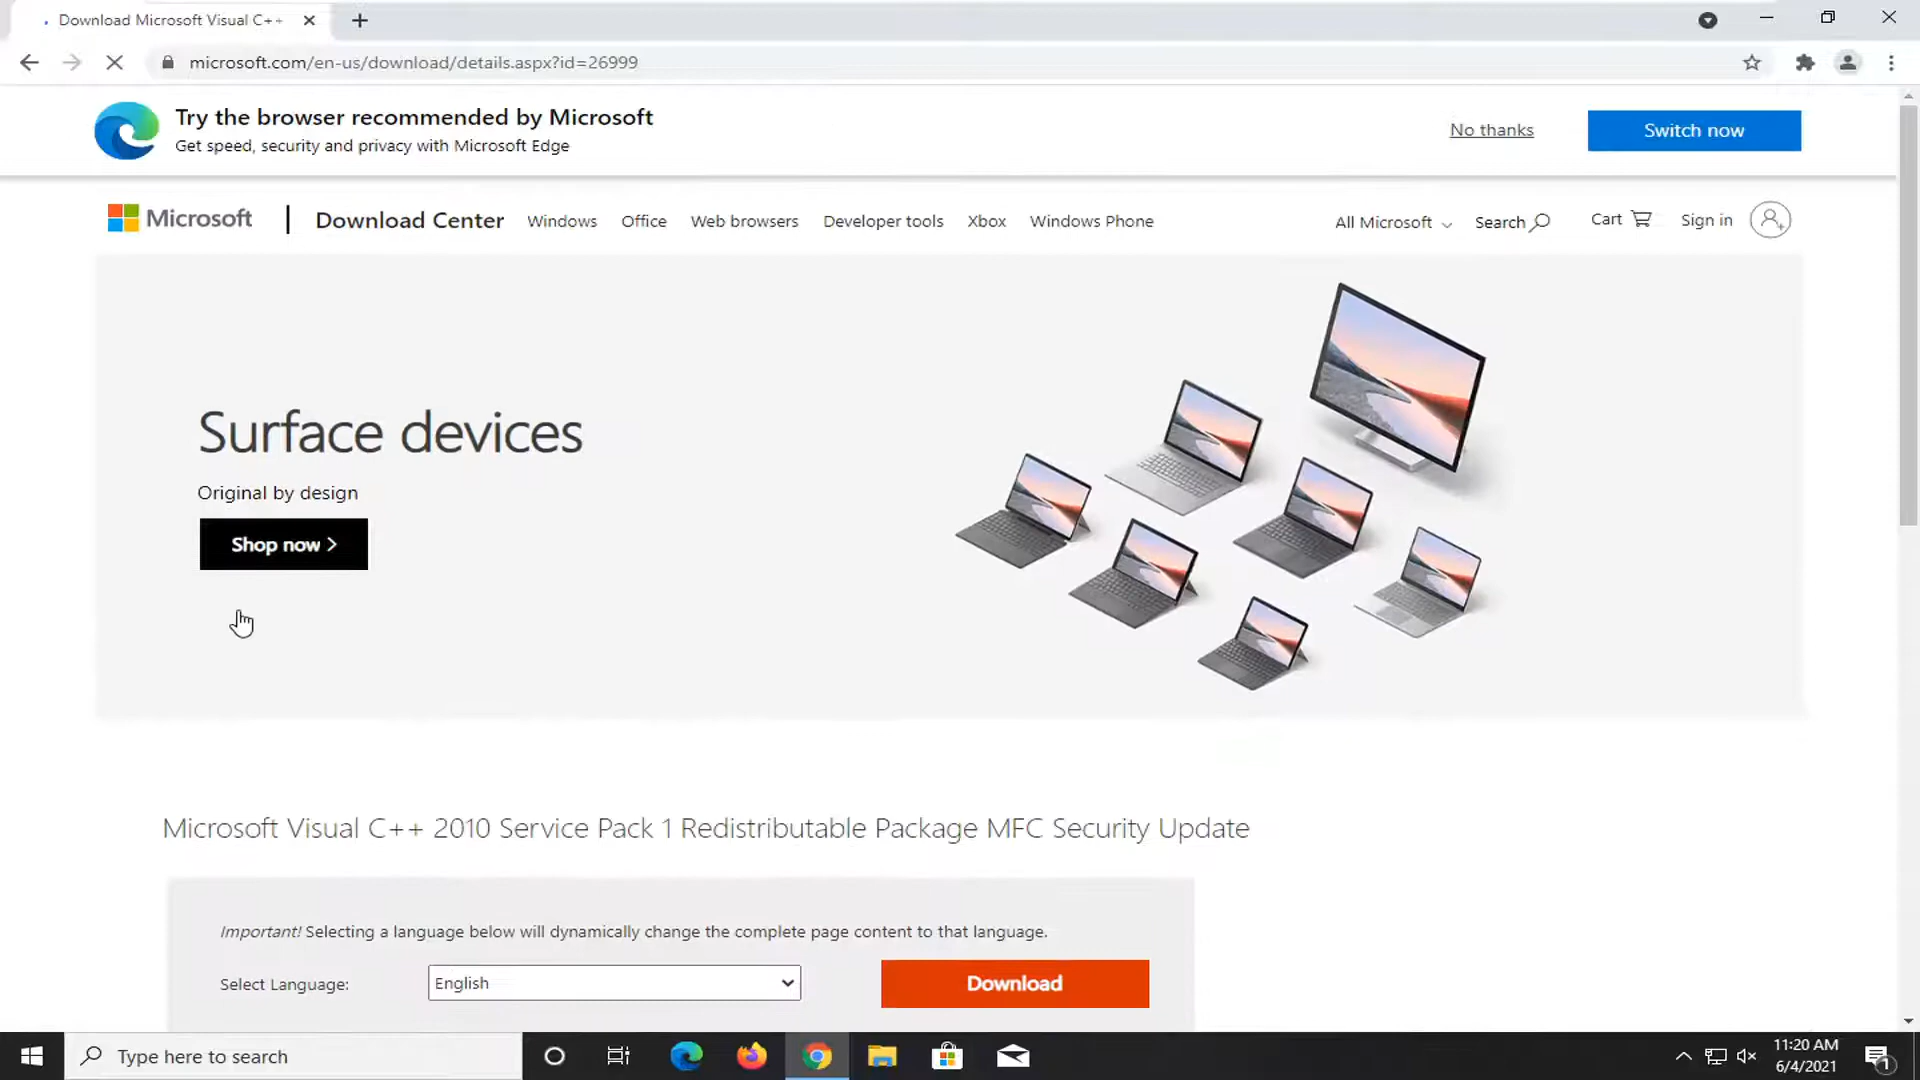 Download Microsoft Visual C++
microsoft.com/en-us/download/details.aspx?id=26999
Try the browser recommended by Microsoft
Get speed, security and privacy with Microsoft Edge
No thanks
Switch now
Microsoft
Download Center
Windows
Office
Web browsers
Developer tools
Xbox
Windows Phone
All Microsoft
Search
Cart
Sign in
Surface devices
Original by design
Shop now >
Microsoft Visual C++ 2010 Service Pack 1 Redistributable Package MFC Security Update
Important! Selecting a language below will dynamically change the complete page content to that language.
Select Language:
English
Download
Type here to search
11:20 AM
6/4/2021
1